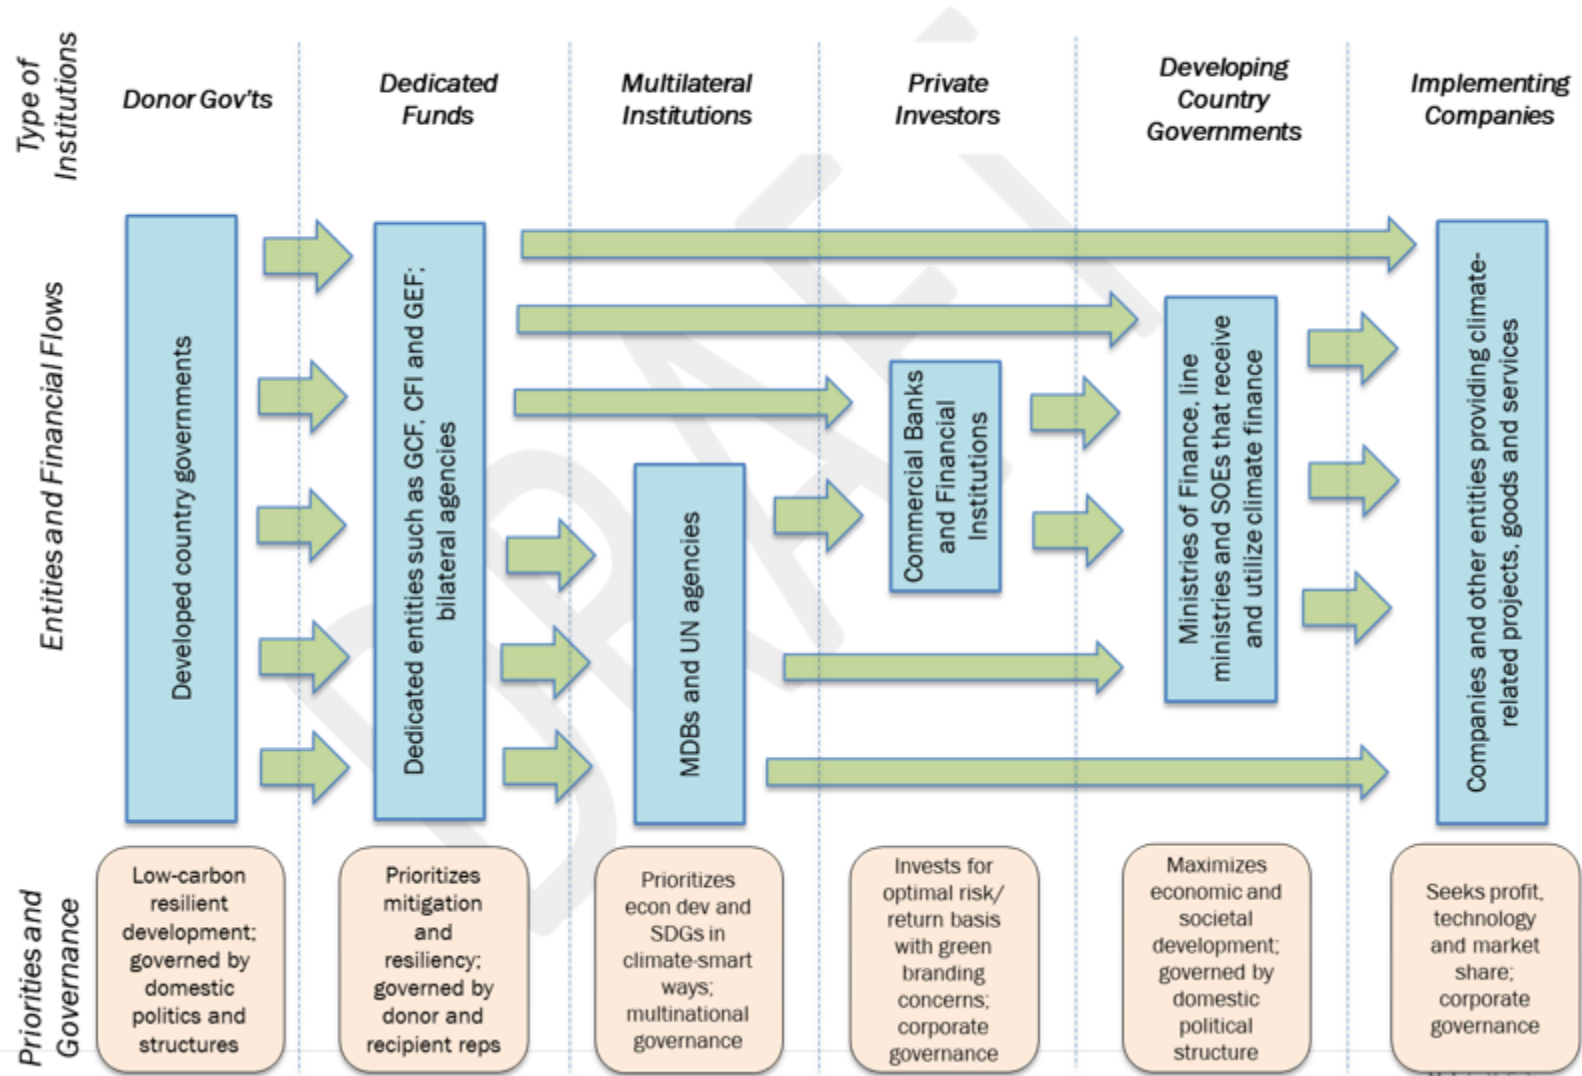 Type of
Institutions
Donor Gov'ts
Dedicated
Funds
Multilateral
Institutions
Private
Investors
Developing
Country
Governments
Implementing
Companies
Entities and Financial Flows
Developed country governments
Dedicated entities such as GCF, CFI and GEF;
bilateral agencies
MDBs and UN agencies
Commercial Banks
and Financial
Institutions
Ministries of Finance, line
ministries and SOEs that receive
and utilize climate finance
Companies and other entities providing climate-
related projects, goods and services
Priorities and
Governance
Low-carbon
resilient
development;
governed by
domestic
politics and
structures
Prioritizes
mitigation
and
resiliency;
governed by
donor and
recipient reps
Prioritizes
econ dev and
SDGs in
climate-smart
ways;
multinational
governance
Invests for
optimal risk/
return basis
with green
branding
concerns;
corporate
governance
Maximizes
economic and
societal
development;
governed by
domestic
political
structure
Seeks profit,
technology
and market
share;
corporate
governance
DRAFT